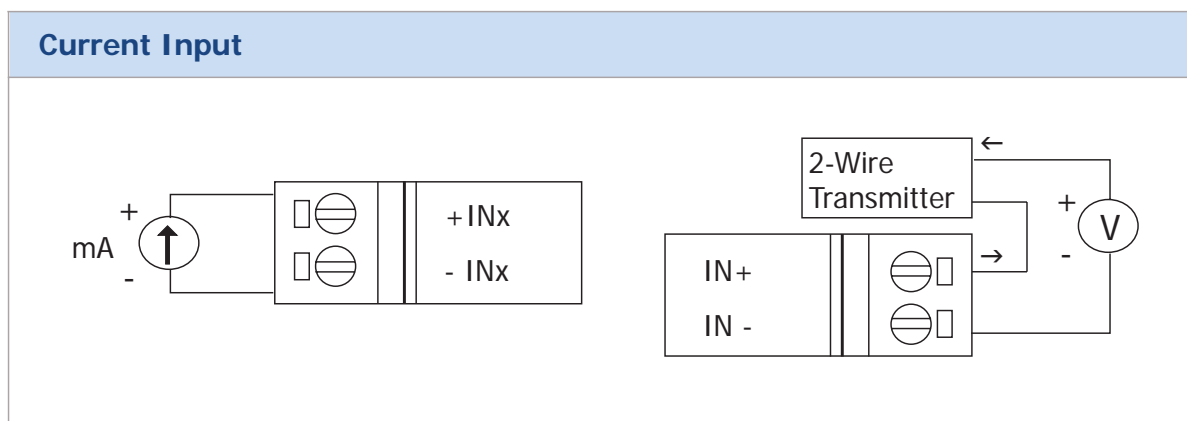 Current Input
+
mA
-
+INx
- INx
←
2-Wire
Transmitter
+
V
-
→
IN+
IN -